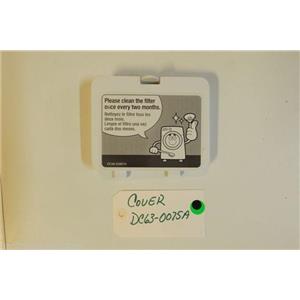 Please clean the filter
once every two months.
Nettoyez le filtre tous les
deux mois.
Limpie el filtro una vez
cada dos meses.
COVER
DC63-0075A